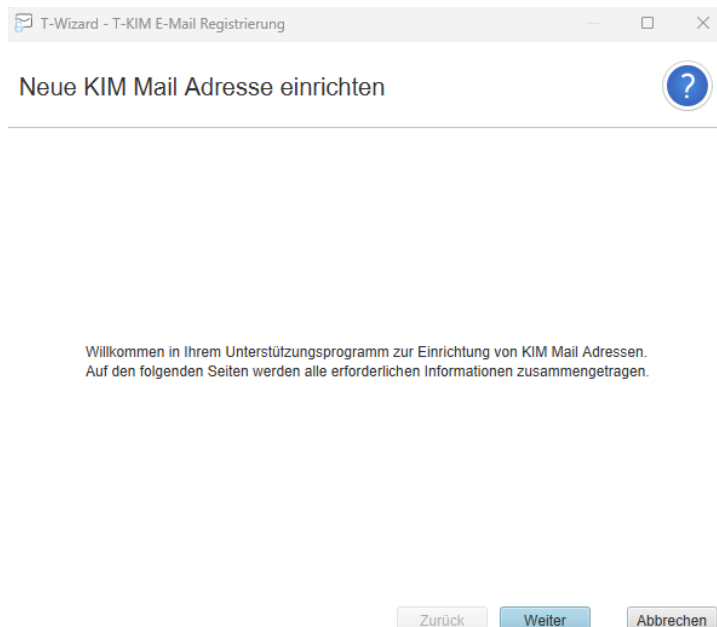 T-Wizard - T-KIM E-Mail Registrierung
Neue KIM Mail Adresse einrichten
?
Willkommen in Ihrem Unterstützungsprogramm zur Einrichtung von KIM Mail Adressen.
Auf den folgenden Seiten werden alle erforderlichen Informationen zusammengetragen.
Zurück Weiter Abbrechen